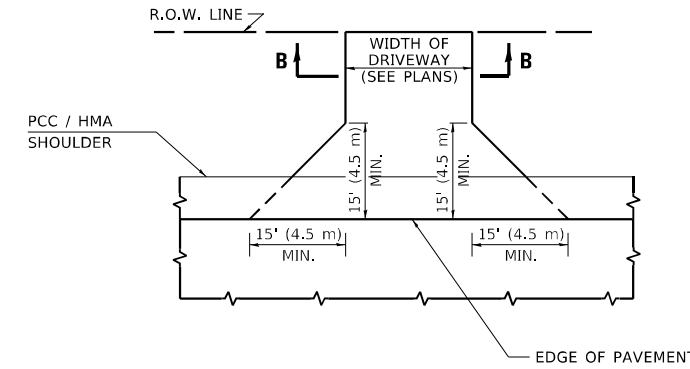 R.O.W. LINE
B
WIDTH OF
DRIVEWAY
(SEE PLANS)
B
PCC / HMA
SHOULDER
15' (4.5 m)
MIN.
15' (4.5 m)
MIN.
15' (4.5 m)
MIN.
15' (4.5 m)
MIN.
EDGE OF PAVEMENT